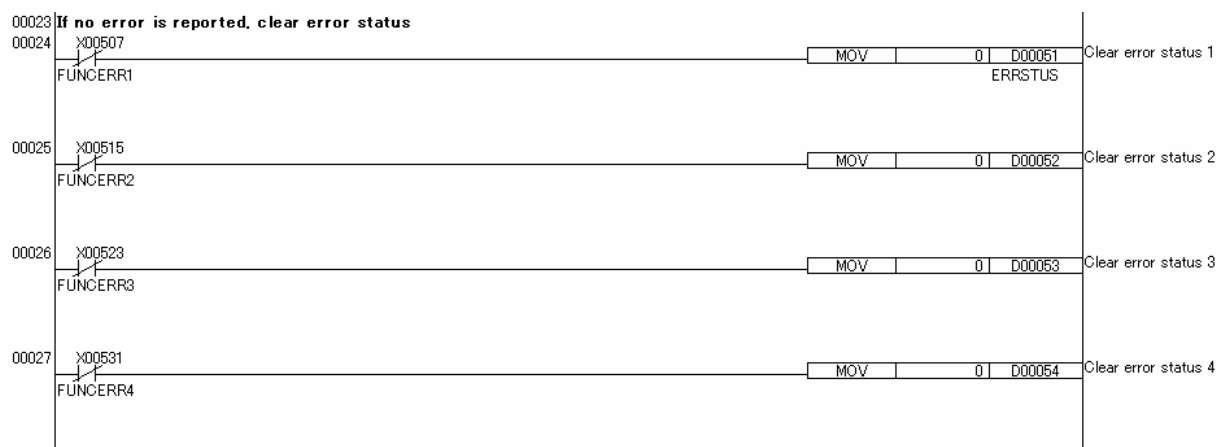 00023 If no error is reported, clear error status
00024 X00507 MOV 0 D00051 Clear error status 1
FUNCERR1 ERRSTUS
00025 X00515 MOV 0 D00052 Clear error status 2
FUNCERR2
00026 X00523 MOV 0 D00053 Clear error status 3
FUNCERR3
00027 X00531 MOV 0 D00054 Clear error status 4
FUNCERR4